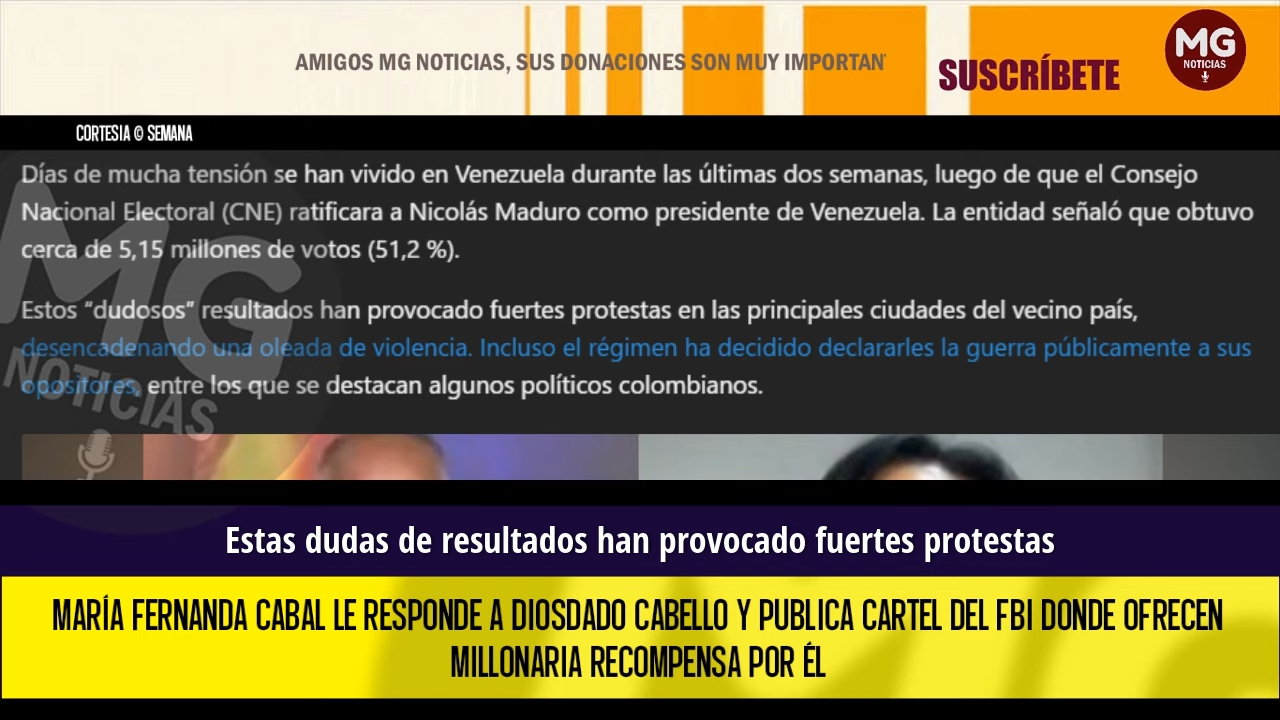 AMIGOS MG NOTICIAS, SUS DONACIONES SON MUY IMPORTAN
SUSCRÍBETE
MG
NOTICIAS
CORTESIA © SEMANA
Días de mucha tensión se han vivido en Venezuela durante las últimas dos semanas, luego de que el Consejo
Nacional Electoral (CNE) ratificara a Nicolás Maduro como presidente de Venezuela. La entidad señaló que obtuvo
cerca de 5,15 millones de votos (51,2 %).
Estos “dudosos” resultados han provocado fuertes protestas en las principales ciudades del vecino país,
desencadenando una oleada de violencia. Incluso el régimen ha decidido declararles la guerra públicamente a sus
opositores, entre los que se destacan algunos políticos colombianos.
MG
NOTICIAS
Estas dudas de resultados han provocado fuertes protestas
MARÍA FERNANDA CABAL LE RESPONDE A DIOSDADO CABELLO Y PUBLICA CARTEL DEL FBI DONDE OFRECEN
MILLONARIA RECOMPENSA POR ÉL